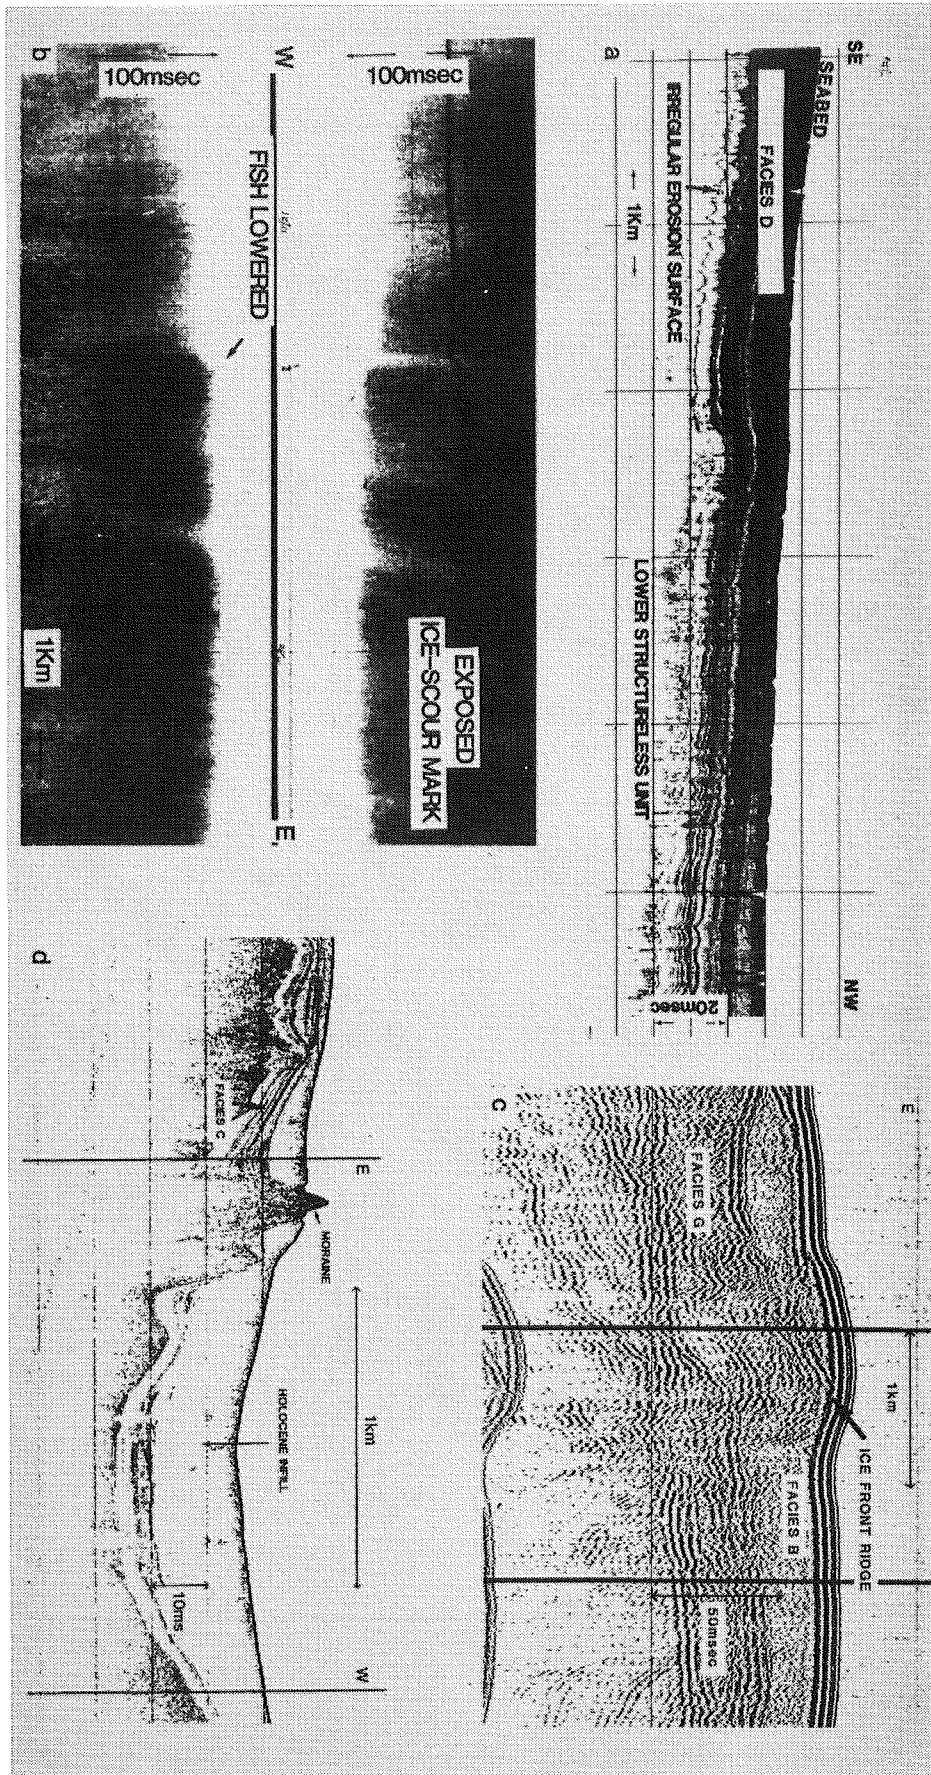 a
SE
NW
SEABED
FACIES D
IRREGULAR EROSION SURFACE
1Km
LOWER STRUCTURELESS UNIT
20msec
b
W
E.
100msec
100msec
FISH LOWERED
EXPOSED
ICE-SCOUR MARK
1Km
c
E
1km
FACIES G
ICE FRONT RIDGE
FACIES B
50msec
d
E
W
FACIES C
MORAINE
1km
HOLOCENE INFILL
10ms